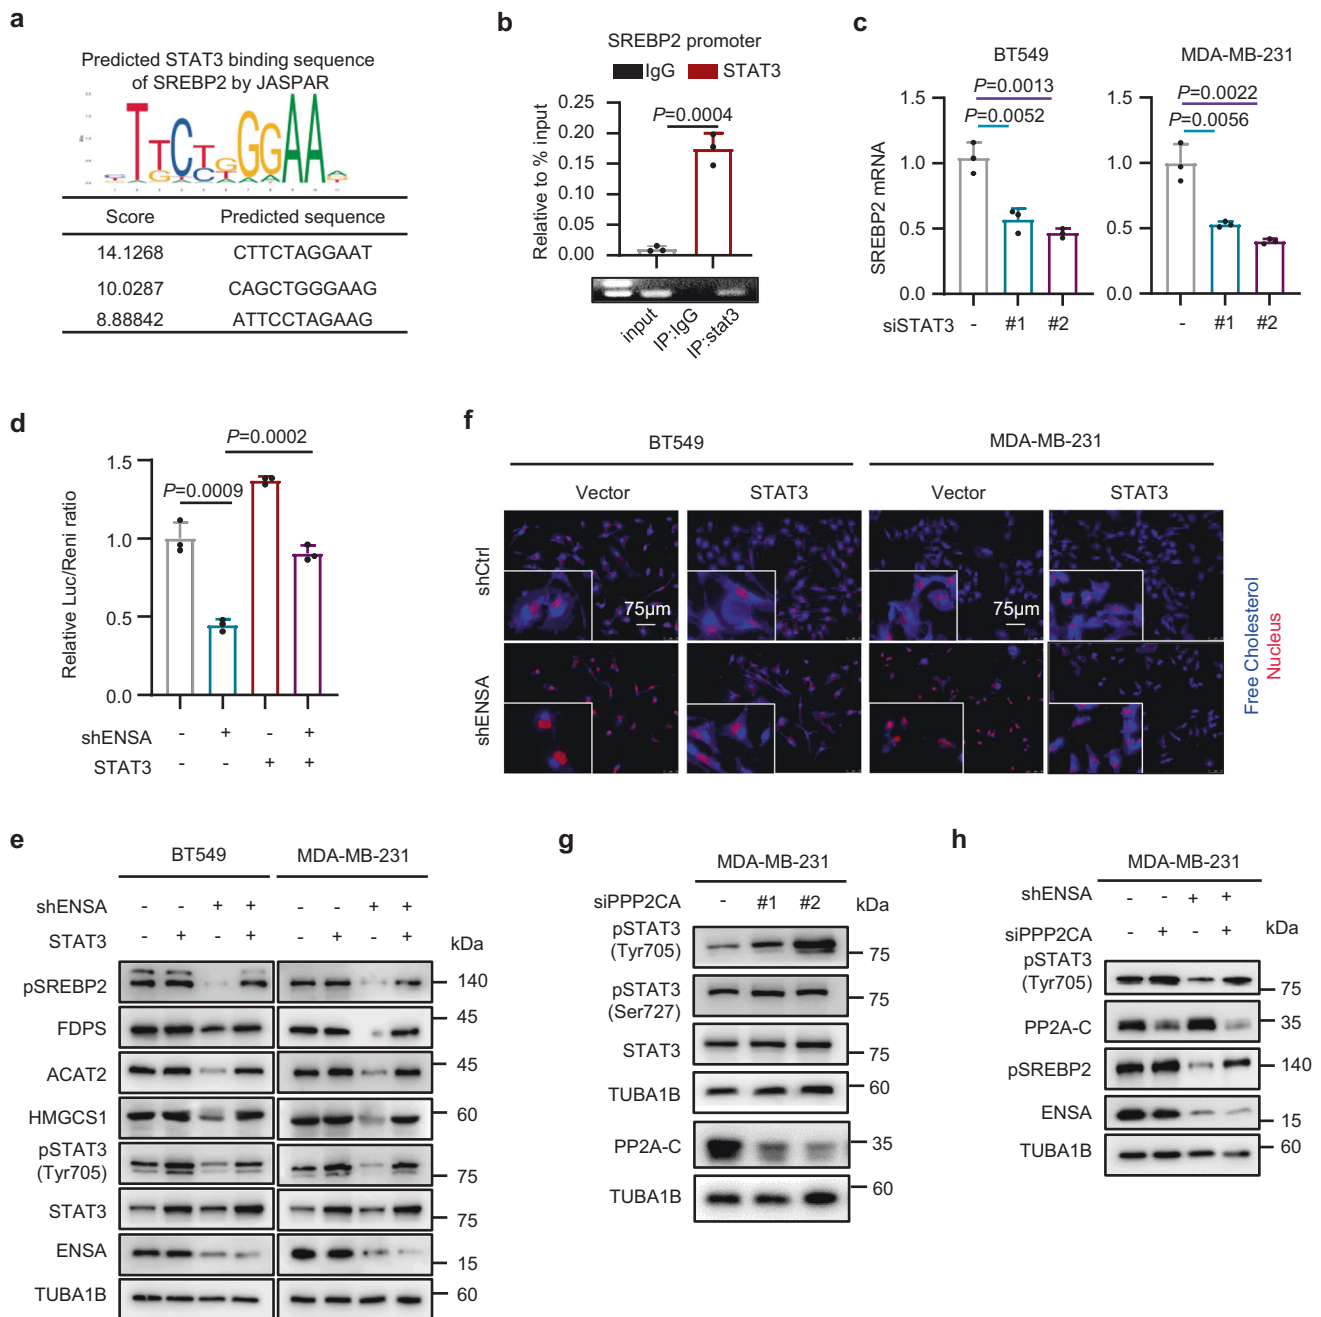 a
Predicted STAT3 binding sequence
of SREBP2 by JASPAR
Score Predicted sequence
14.1268 CTTCTAGGAAT
10.0287 CAGCTGGGAAG
8.88842 ATTCCTAGAAG
b
SREBP2 promoter
IgG STAT3
Relative to % input
P=0.0004
0.25
0.20
0.15
0.10
0.05
0.00
input
IP:IgG
IP:stat3
c
BT549 MDA-MB-231
SREBP2 mRNA
P=0.0013
P=0.0052
1.5
1.0
0.5
0.0
P=0.0022
P=0.0056
1.5
1.0
0.5
0.0
siSTAT3 - #1 #2 - #1 #2
d
Relative Luc/Reni ratio
P=0.0002
P=0.0009
1.5
1.0
0.5
0.0
shENSA - + - +
STAT3 - - + +
f
BT549 MDA-MB-231
Vector STAT3 Vector STAT3
shCtrl
75μm 75μm
shENSA
Free Cholesterol
Nucleus
e
BT549 MDA-MB-231
shENSA - - + + - - + +
STAT3 - + - + - + - + kDa
pSREBP2 140
FDPS 45
ACAT2 45
HMGCS1 60
pSTAT3
(Tyr705) 75
STAT3 75
ENSA 15
TUBA1B 60
g
MDA-MB-231
siPPP2CA - #1 #2 kDa
pSTAT3
(Tyr705) 75
pSTAT3
(Ser727) 75
STAT3 75
TUBA1B 60
PP2A-C 35
TUBA1B 60
h
MDA-MB-231
shENSA - - + +
siPPP2CA - + - + kDa
pSTAT3
(Tyr705) 75
PP2A-C 35
pSREBP2 140
ENSA 15
TUBA1B 60